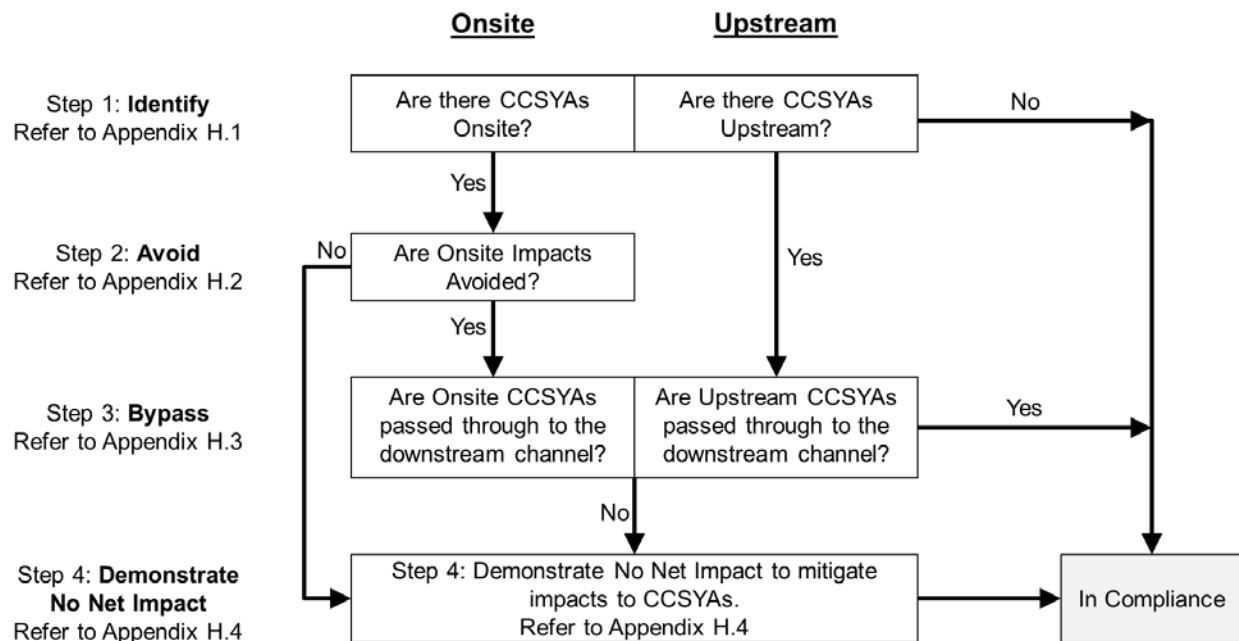 Onsite
Upstream
Step 1: Identify
Refer to Appendix H.1
Are there CCSYAs
Onsite?
Are there CCSYAs
Upstream?
No
Yes
Step 2: Avoid
Refer to Appendix H.2
No
Are Onsite Impacts
Avoided?
Yes
Yes
Step 3: Bypass
Refer to Appendix H.3
Are Onsite CCSYAs
passed through to the
downstream channel?
Are Upstream CCSYAs
passed through to the
downstream channel?
Yes
No
Step 4: Demonstrate
No Net Impact
Refer to Appendix H.4
Step 4: Demonstrate No Net Impact to mitigate
impacts to CCSYAs.
Refer to Appendix H.4
In Compliance